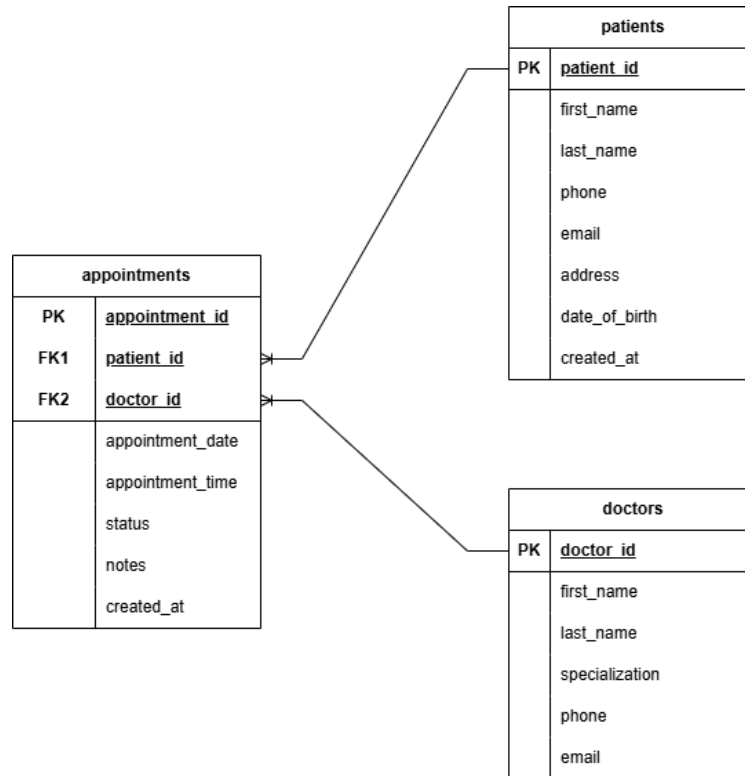 patients
PK patient_id
first_name
last_name
phone
email
address
date_of_birth
created_at
appointments
PK appointment_id
FK1 patient_id
FK2 doctor_id
appointment_date
appointment_time
status
notes
created_at
doctors
PK doctor_id
first_name
last_name
specialization
phone
email